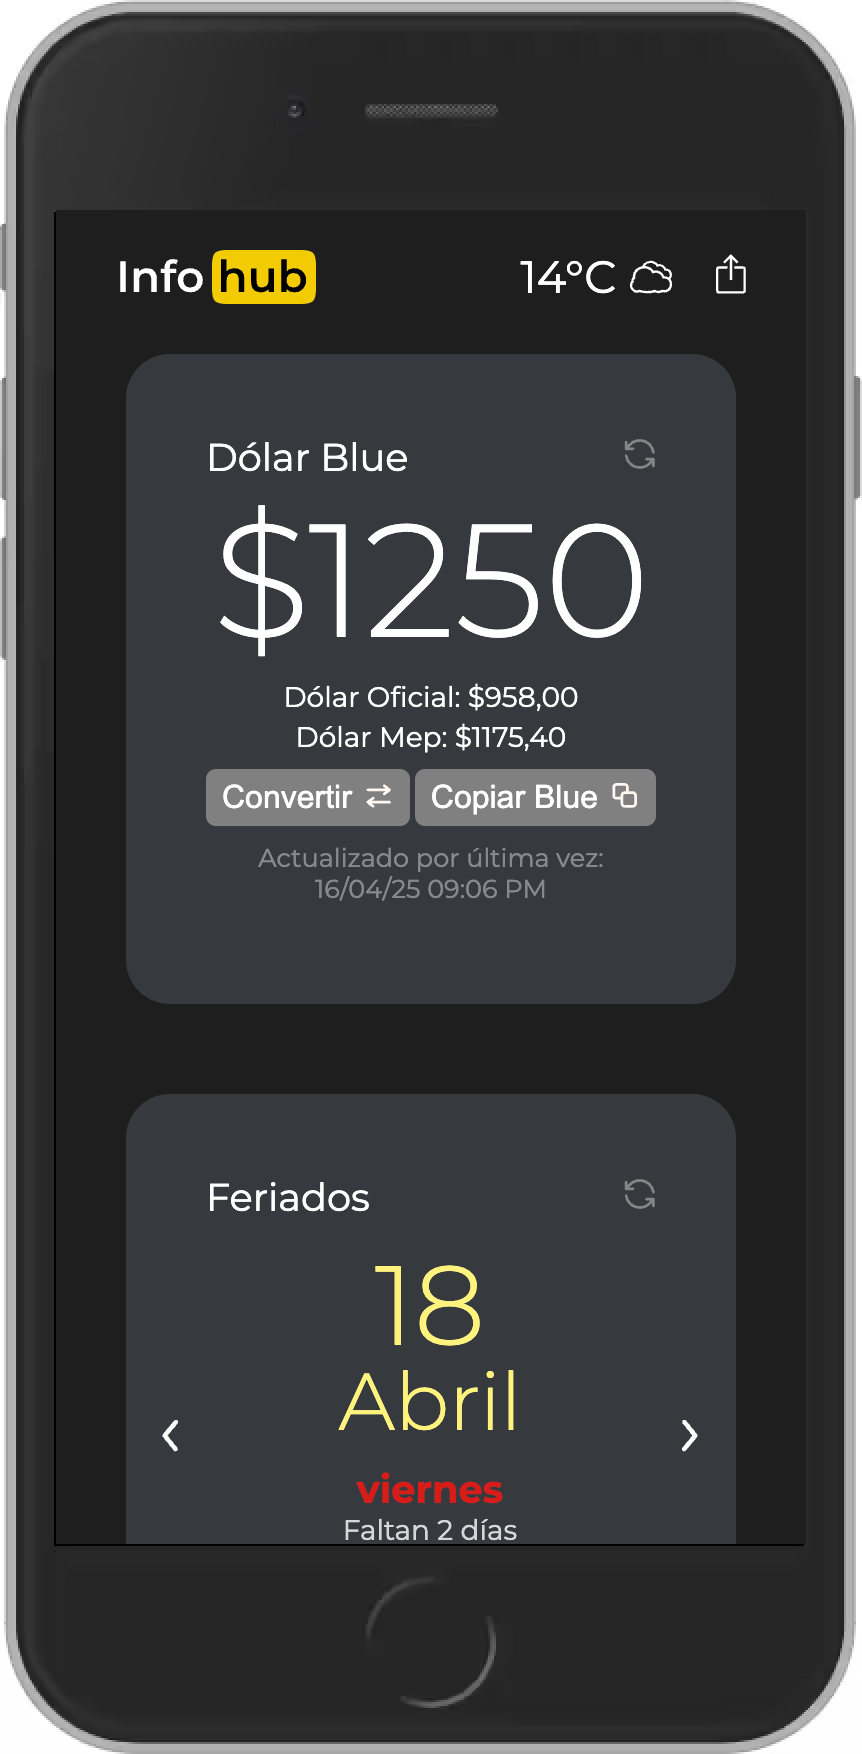 Info hub
14°C
Dólar Blue
$1250
Dólar Oficial: $958,00
Dólar Mep: $1175,40
Convertir
Copiar Blue
Actualizado por última vez:
16/04/25 09:06 PM
Feriados
18
Abril
viernes
Faltan 2 días